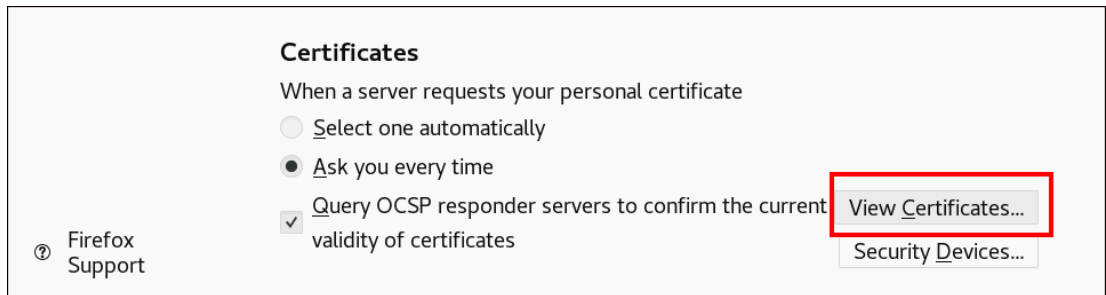 Certificates
When a server requests your personal certificate
Select one automatically
Ask you every time
Query OCSP responder servers to confirm the current
validity of certificates
View Certificates...
Security Devices...
Firefox
Support